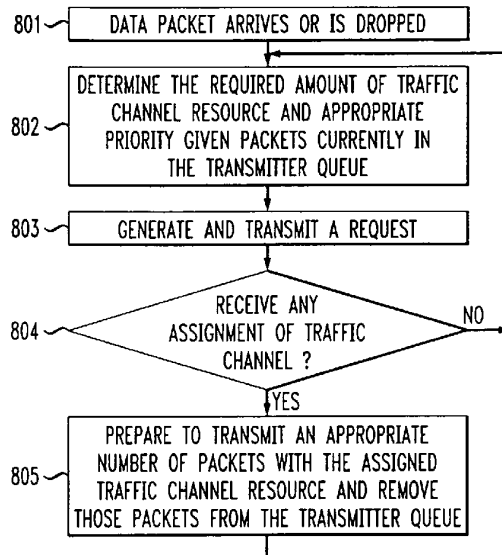 801
DATA PACKET ARRIVES OR IS DROPPED
802
DETERMINE THE REQUIRED AMOUNT OF TRAFFIC
CHANNEL RESOURCE AND APPROPRIATE
PRIORITY GIVEN PACKETS CURRENTLY IN
THE TRANSMITTER QUEUE
803
GENERATE AND TRANSMIT A REQUEST
804
RECEIVE ANY
ASSIGNMENT OF TRAFFIC
CHANNEL ?
NO
YES
805
PREPARE TO TRANSMIT AN APPROPRIATE
NUMBER OF PACKETS WITH THE ASSIGNED
TRAFFIC CHANNEL RESOURCE AND REMOVE
THOSE PACKETS FROM THE TRANSMITTER QUEUE